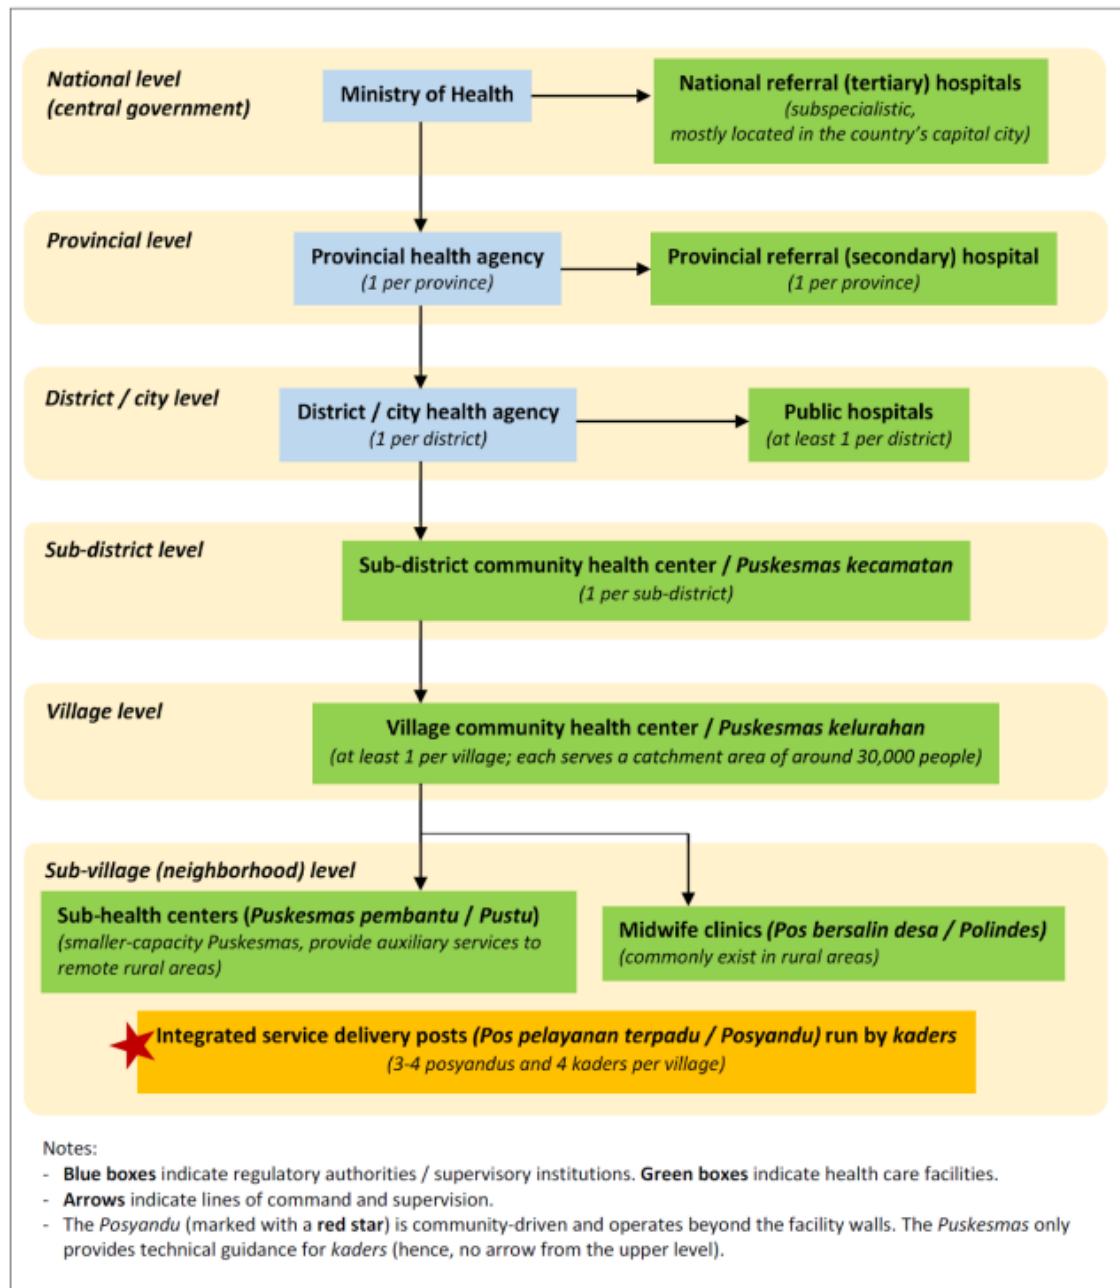 National level
(central government)
Ministry of Health
National referral (tertiary) hospitals
(subspecialistic,
mostly located in the country's capital city)
Provincial level
Provincial health agency
(1 per province)
Provincial referral (secondary) hospital
(1 per province)
District / city level
District / city health agency
(1 per district)
Public hospitals
(at least 1 per district)
Sub-district level
Sub-district community health center / Puskesmas kecamatan
(1 per sub-district)
Village level
Village community health center / Puskesmas kelurahan
(at least 1 per village; each serves a catchment area of around 30,000 people)
Sub-village (neighborhood) level
Sub-health centers (Puskesmas pembantu / Pustu)
(smaller-capacity Puskesmas, provide auxiliary services to
remote rural areas)
Midwife clinics (Pos bersalin desa / Polindes)
(commonly exist in rural areas)
Integrated service delivery posts (Pos pelayanan terpadu / Posyandu) run by kaders
(3-4 posyandus and 4 kaders per village)
Notes:
- Blue boxes indicate regulatory authorities / supervisory institutions. Green boxes indicate health care facilities.
- Arrows indicate lines of command and supervision.
- The Posyandu (marked with a red star) is community-driven and operates beyond the facility walls. The Puskesmas only
provides technical guidance for kaders (hence, no arrow from the upper level).